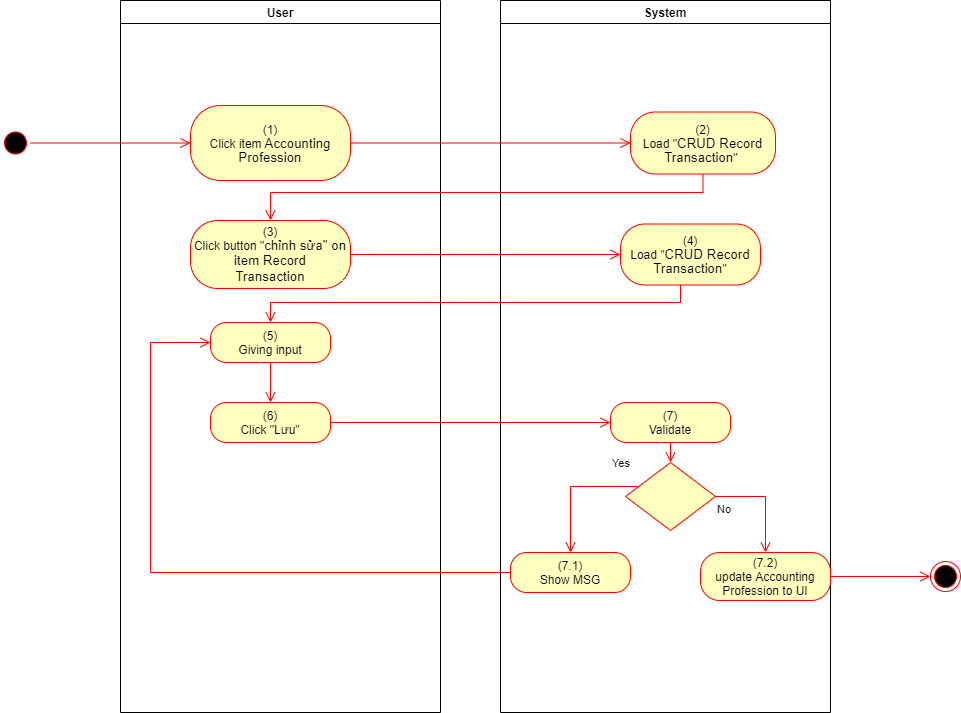 User
System
(1)
Click item Accounting
Profession
(2)
Load "CRUD Record
Transaction"
(3)
Click button "chỉnh sửa" on
item Record
Transaction
(4)
Load "CRUD Record
Transaction"
(5)
Giving input
(6)
Click "Lưu"
(7)
Validate
Yes
No
(7.1)
Show MSG
(7.2)
update Accounting
Profession to UI